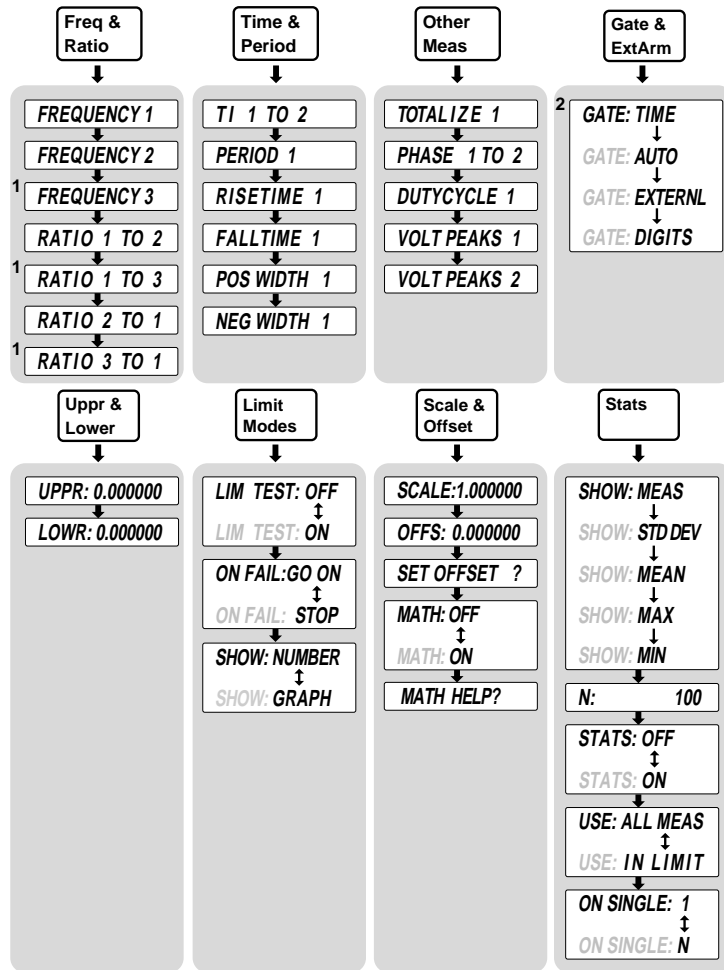 Freq &
Ratio
FREQUENCY 1
FREQUENCY 2
1
FREQUENCY 3
RATIO 1 TO 2
1
RATIO 1 TO 3
RATIO 2 TO 1
1
RATIO 3 TO 1
Time &
Period
TI 1 TO 2
PERIOD 1
RISETIME 1
FALLTIME 1
POS WIDTH 1
NEG WIDTH 1
Other
Meas
TOTALIZE 1
PHASE 1 TO 2
DUTYCYCLE 1
VOLT PEAKS 1
VOLT PEAKS 2
Gate &
ExtArm
2
GATE: TIME
GATE: AUTO
GATE: EXTERNL
GATE: DIGITS
Uppr &
Lower
UPPR: 0.000000
LOWR: 0.000000
Limit
Modes
LIM TEST: OFF
LIM TEST: ON
ON FAIL:GO ON
ON FAIL: STOP
SHOW: NUMBER
SHOW: GRAPH
Scale &
Offset
SCALE:1.000000
OFFS: 0.000000
SET OFFSET ?
MATH: OFF
MATH: ON
MATH HELP?
Stats
SHOW: MEAS
SHOW: STD DEV
SHOW: MEAN
SHOW: MAX
SHOW: MIN
N: 100
STATS: OFF
STATS: ON
USE: ALL MEAS
USE: IN LIMIT
ON SINGLE: 1
ON SINGLE: N